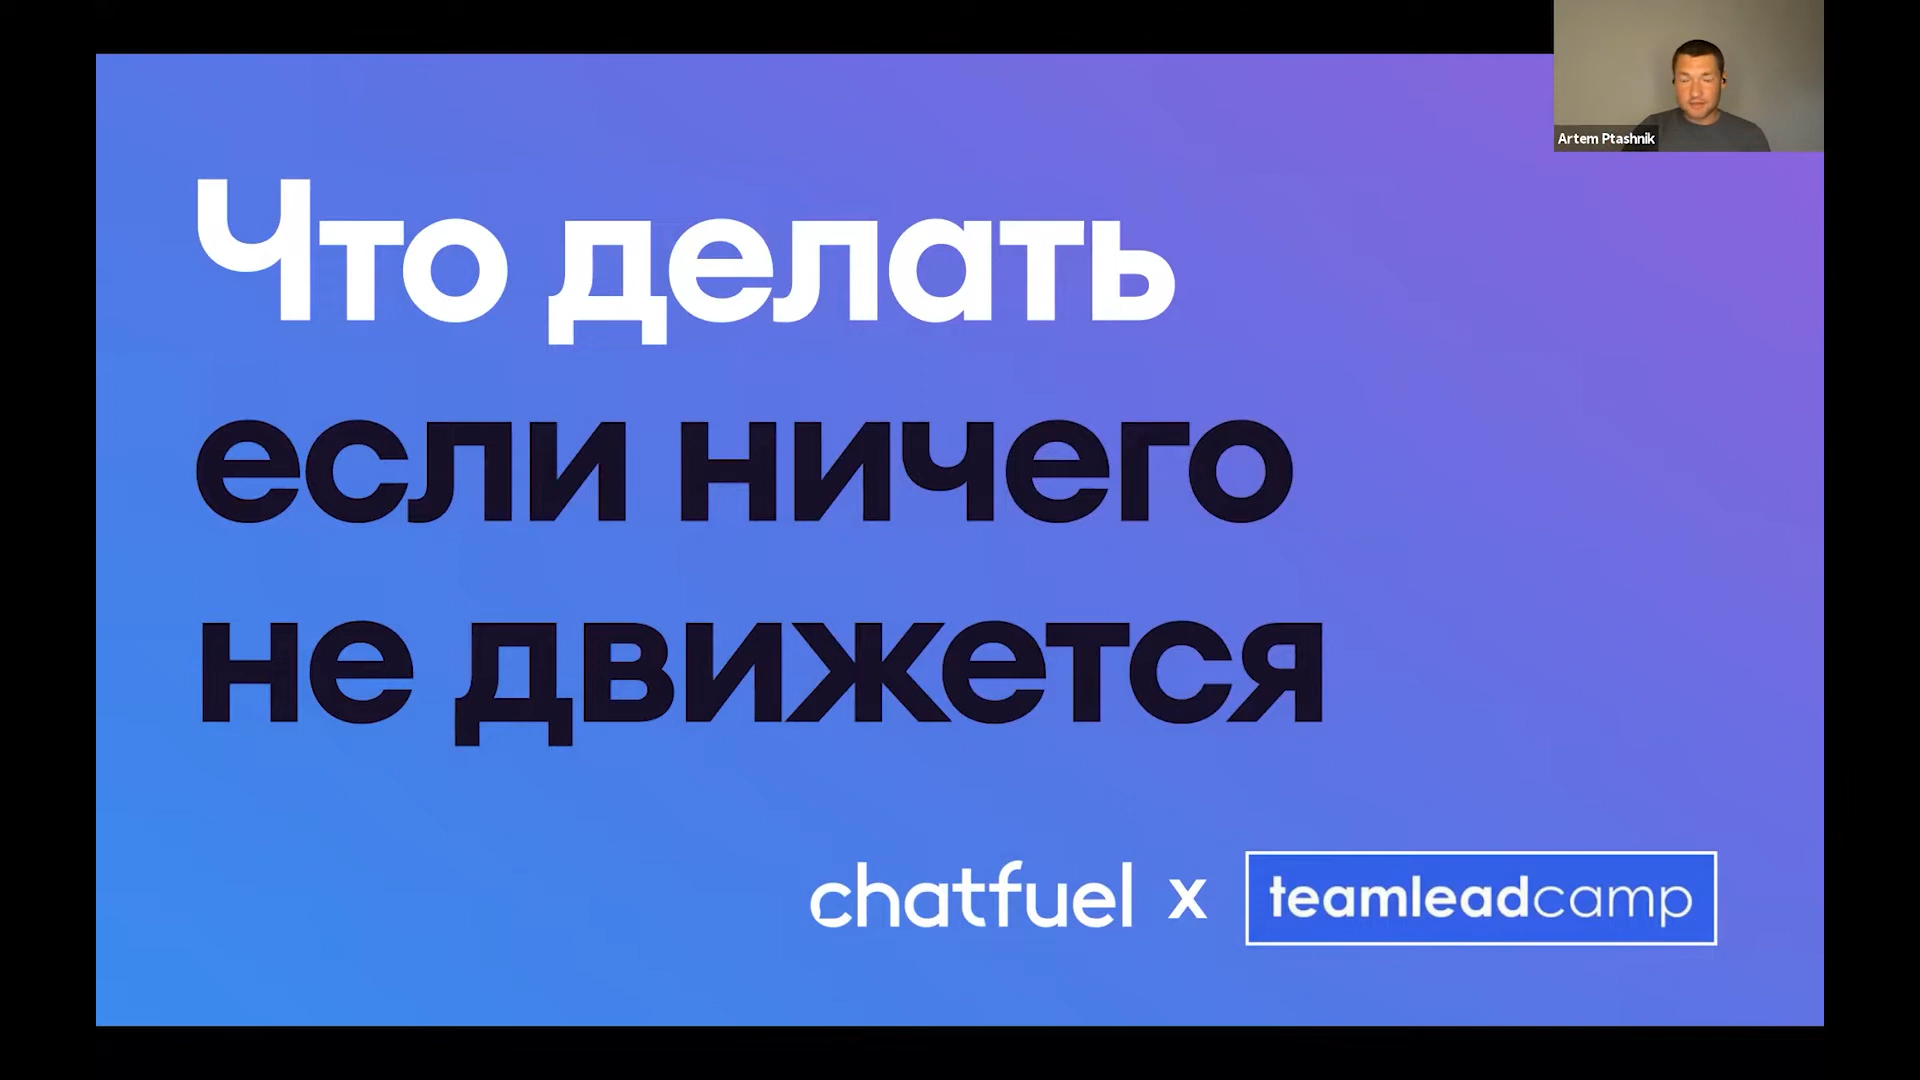 Artem Ptashnik
Что делать
если ничего
не движется
chatfuel x teamleadcamp